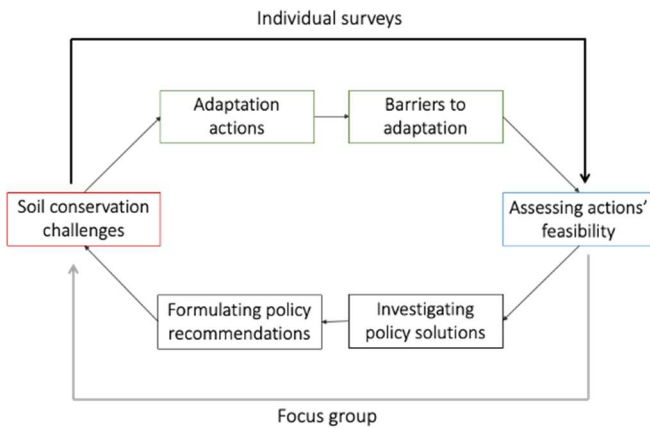 Individual surveys
Adaptation
actions
Barriers to
adaptation
Soil conservation
challenges
Assessing actions’
feasibility
Formulating policy
recommendations
Investigating
policy solutions
Focus group